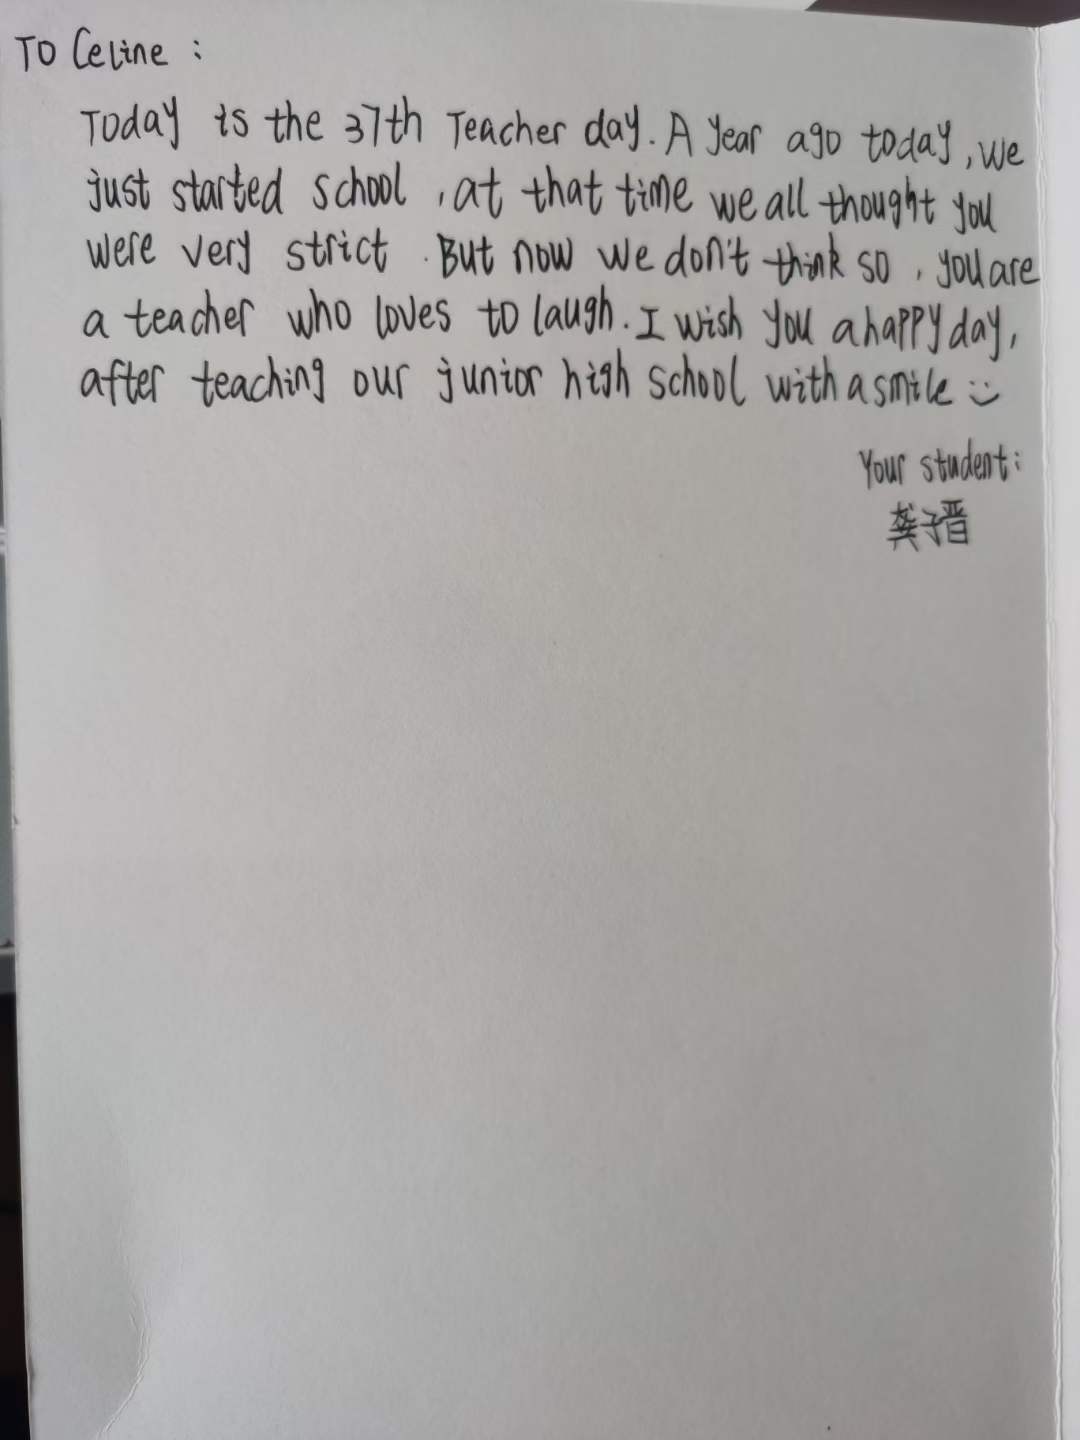 TO Celine :
Today is the 37th Teacher day. A year ago today, we
just started school , at that time we all thought you
were very strict . But now we don't think so , you are
a teacher who loves to laugh. I wish you a happy day,
after teaching our junior high school with a smile :)
Your student:
龚子晋